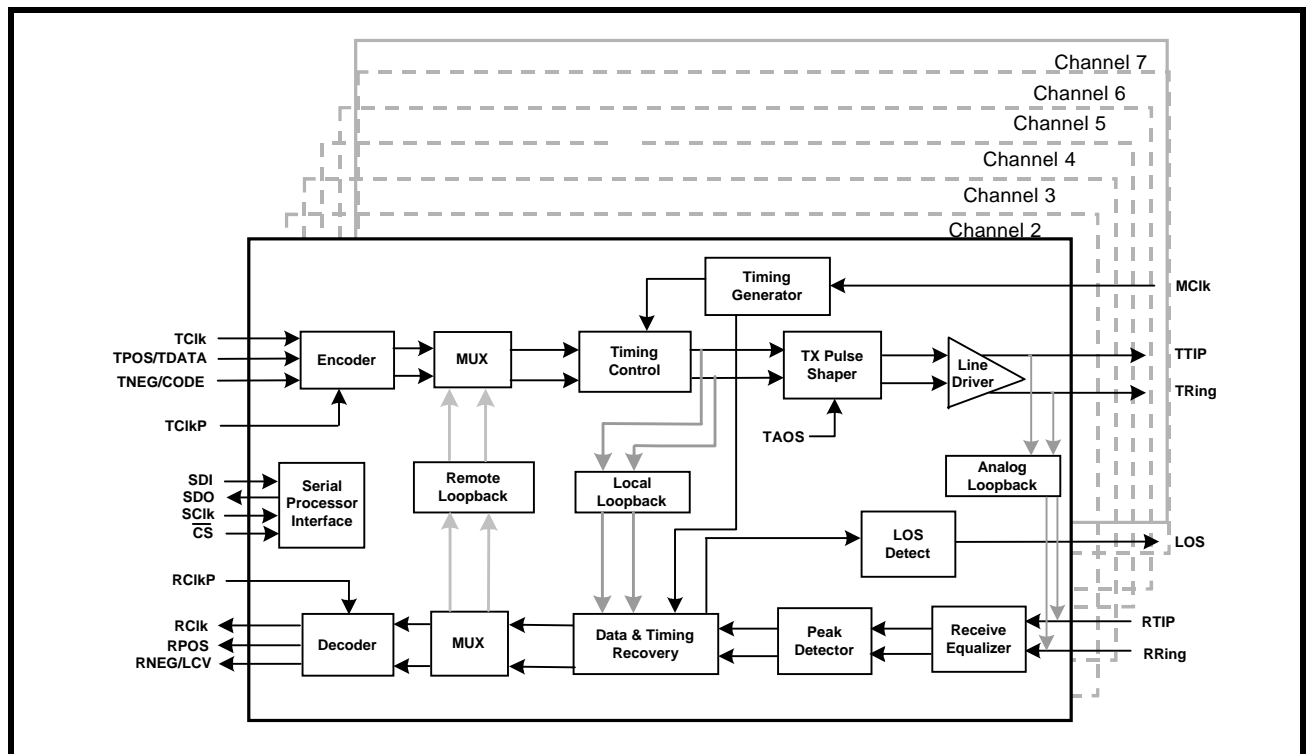 Channel 7
Channel 6
Channel 5
Channel 4
Channel 3
Channel 2
Timing
Generator
MClk
TClk
TPOS/TDATA
TNEG/CODE
TClkP
Encoder
MUX
Timing
Control
TX Pulse
Shaper
Line
Driver
TTIP
TRing
TAOS
SDI
SDO
SClk
CS
Serial
Processor
Interface
Remote
Loopback
Local
Loopback
Analog
Loopback
LOS
Detect
LOS
RClkP
RClk
RPOS
RNEG/LCV
Decoder
MUX
Data & Timing
Recovery
Peak
Detector
Receive
Equalizer
RTIP
RRing